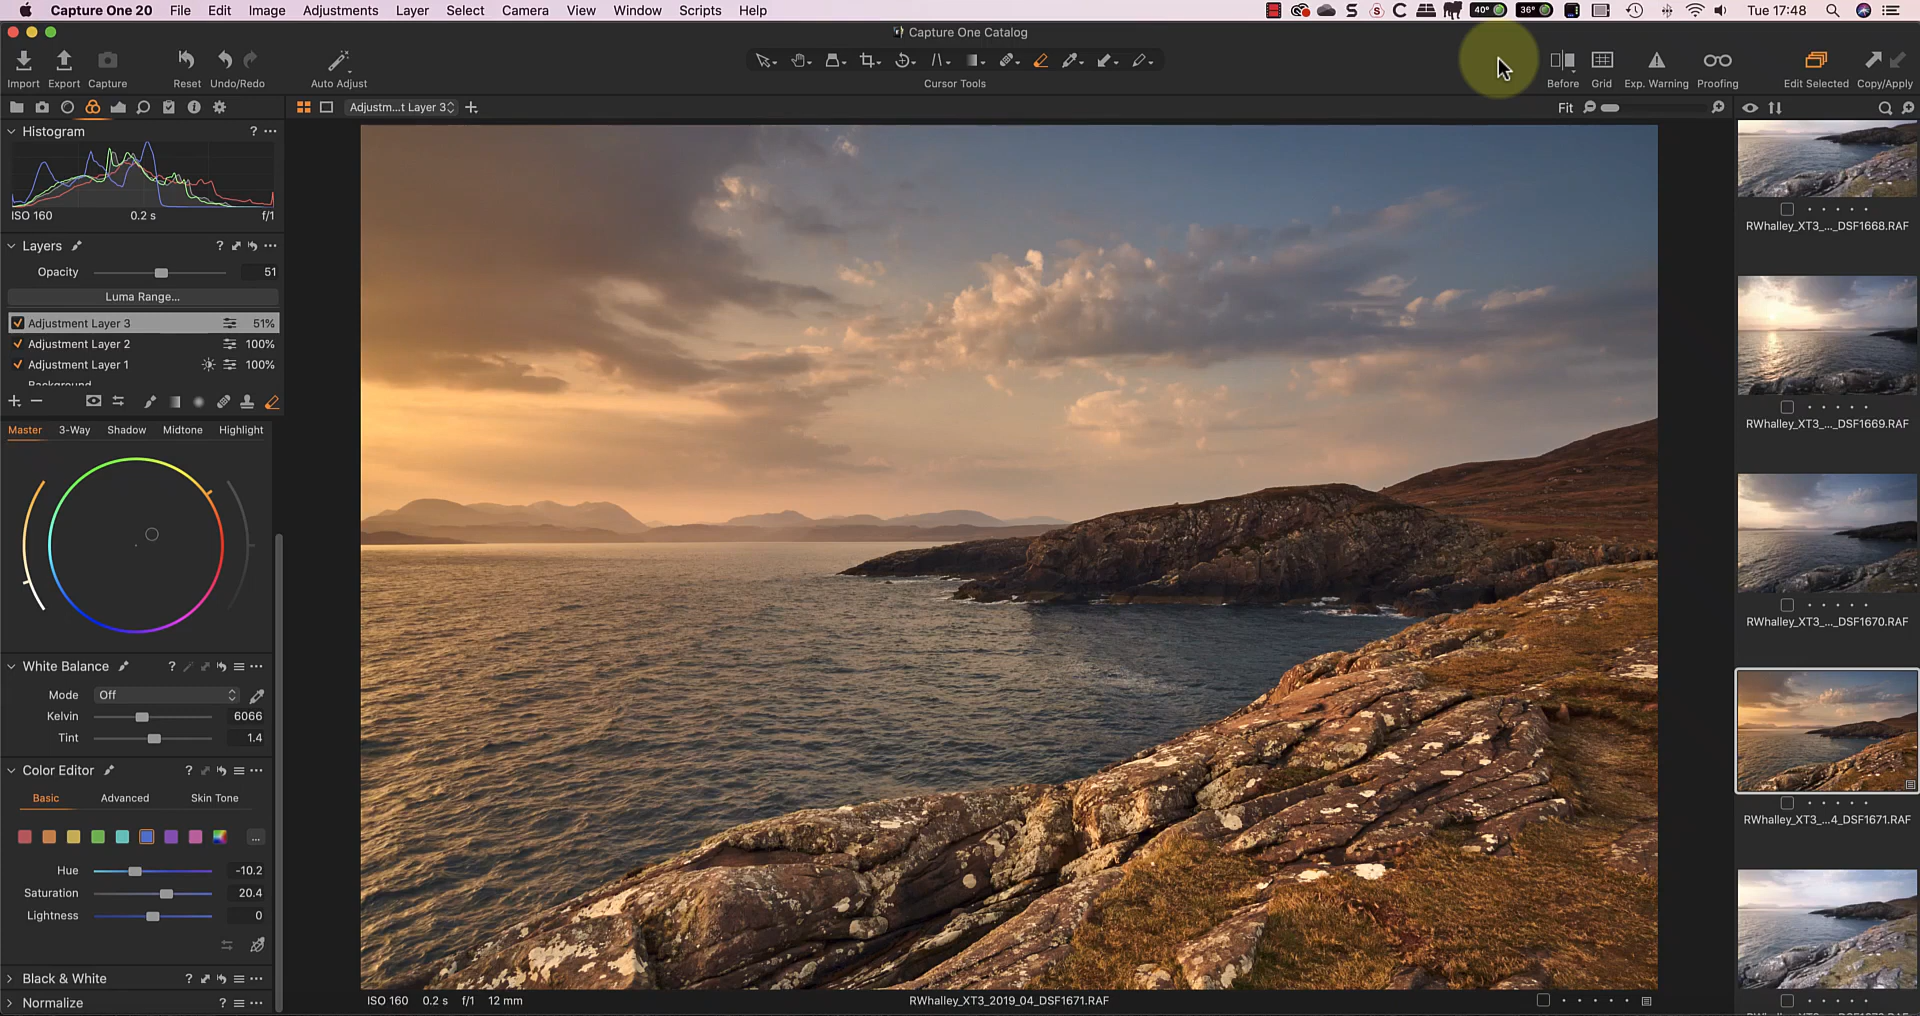 Capture One 20 File Edit Image Adjustments Layer Select Camera View Window Scripts Help 40° 36° Tue 17:48
Capture One Catalog
Import Export Capture Reset Undo/Redo Auto Adjust Cursor Tools Before Grid Exp. Warning Proofing Edit Selected Copy/Apply
Adjustm...t Layer 3 Fit
Histogram
ISO 160 0.2 s f/1
Layers
Opacity 51
Luma Range...
Adjustment Layer 3 51%
Adjustment Layer 2 100%
Adjustment Layer 1 100%
Background
Master 3-Way Shadow Midtone Highlight
White Balance
Mode Off
Kelvin 6066
Tint 1.4
Color Editor
Basic Advanced Skin Tone
Hue -10.2
Saturation 20.4
Lightness 0
Black & White
Normalize
ISO 160 0.2 s f/1 12 mm RWhalley_XT3_2019_04_DSF1671.RAF
RWhalley_XT3_..._DSF1668.RAF
RWhalley_XT3_..._DSF1669.RAF
RWhalley_XT3_..._DSF1670.RAF
RWhalley_XT3_...4_DSF1671.RAF